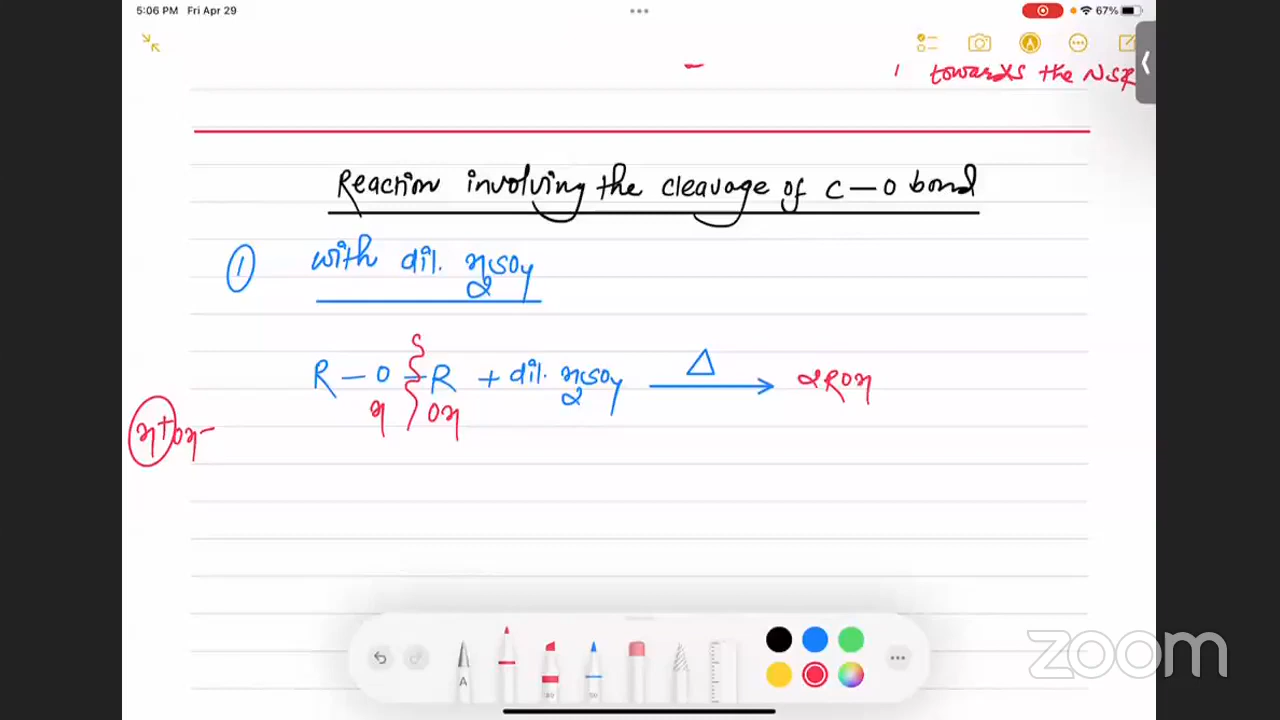 5:06 PM Fri Apr 29
67%
towards the NSR
Reaction involving the cleavage of C—O bond
① with dil. H2SO4
R—O—R + dil. H2SO4 —Δ→ 2ROH
H OH
H+OH−
A
zoom